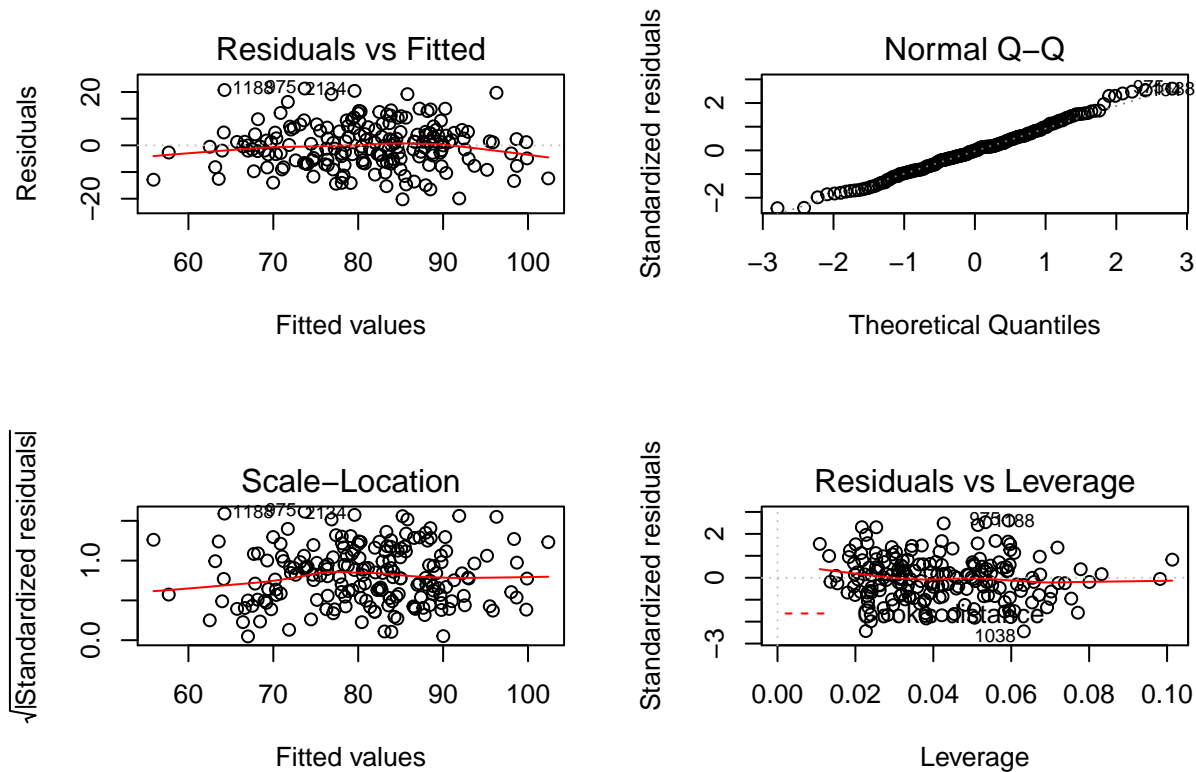 Residuals vs Fitted
Residuals
20
0
−20
1188
975
2134
60 70 80 90 100
Fitted values
Normal Q−Q
Standardized residuals
2
0
−2
975
1188
−3 −2 −1 0 1 2 3
Theoretical Quantiles
Scale−Location
√|Standardized residuals|
1.0
0.0
1188
975
2134
60 70 80 90 100
Fitted values
Residuals vs Leverage
Standardized residuals
2
0
−3
975
1188
Cook's distance
1038
0.00 0.02 0.04 0.06 0.08 0.10
Leverage